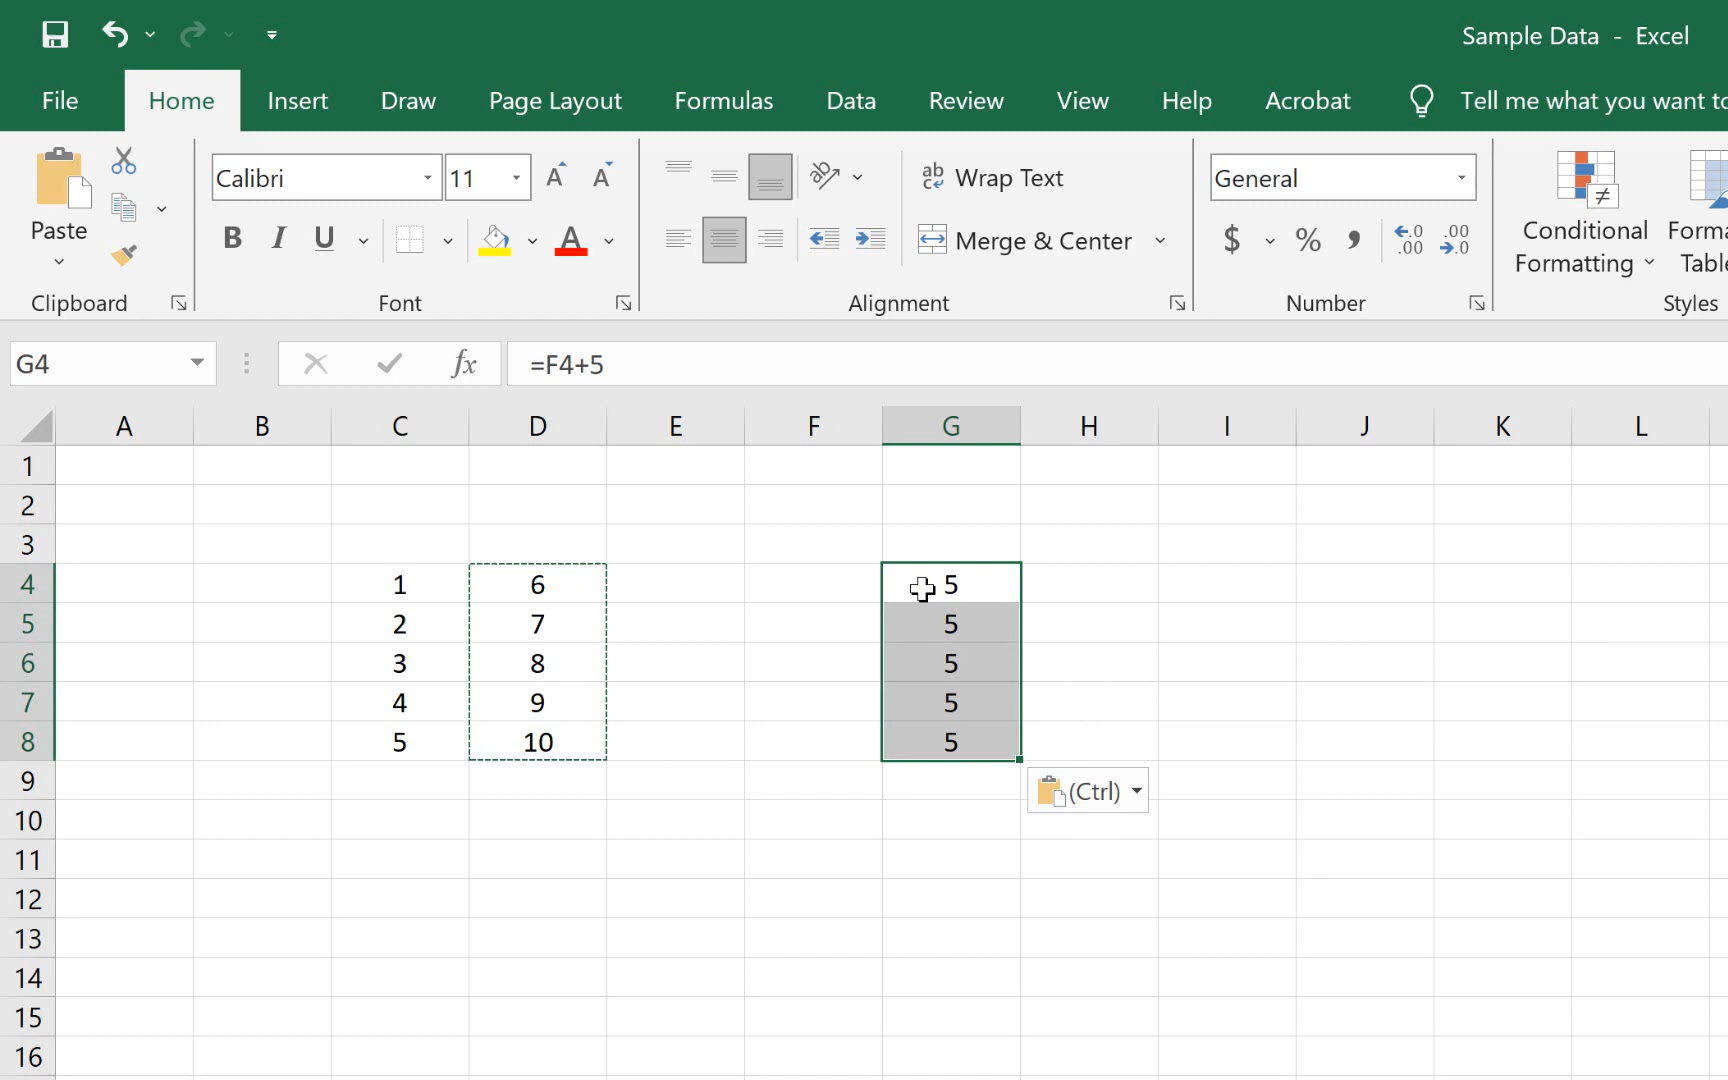 Sample Data - Excel
File Home Insert Draw Page Layout Formulas Data Review View Help Acrobat Tell me what you want to
Calibri 11 ab Wrap Text General
Paste B I U A Merge & Center $ % , Conditional Formatting
Clipboard Font Alignment Number Styles
G4 fx =F4+5
A B C D E F G H I J K L
1
2
3
4 1 6 5
5 2 7 5
6 3 8 5
7 4 9 5
8 5 10 5
9 (Ctrl)
10
11
12
13
14
15
16